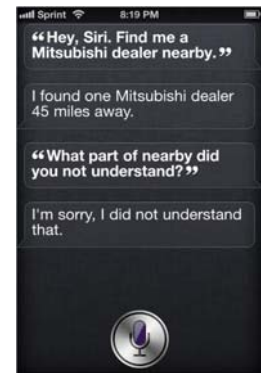 Sprint 8:19 PM
“Hey, Siri. Find me a
Mitsubishi dealer nearby.”
I found one Mitsubishi dealer
45 miles away.
“What part of nearby did
you not understand?”
I'm sorry, I did not understand
that.